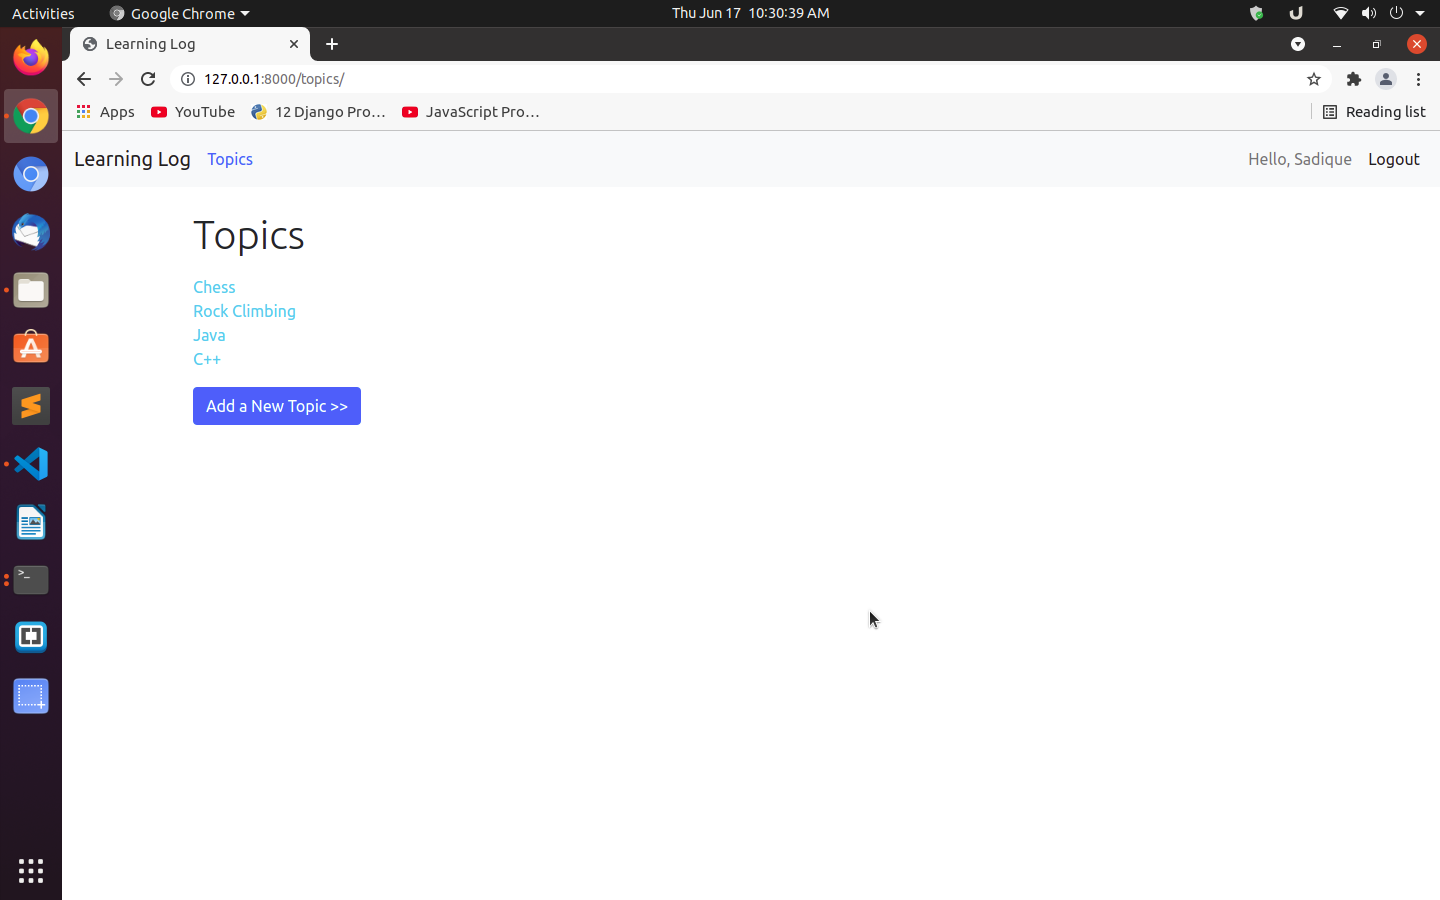 Activities Google Chrome Thu Jun 17 10:30:39 AM
Learning Log
127.0.0.1:8000/topics/
Apps YouTube 12 Django Pro… JavaScript Pro… Reading list
Learning Log Topics Hello, Sadique Logout
Topics
Chess
Rock Climbing
Java
C++
Add a New Topic >>